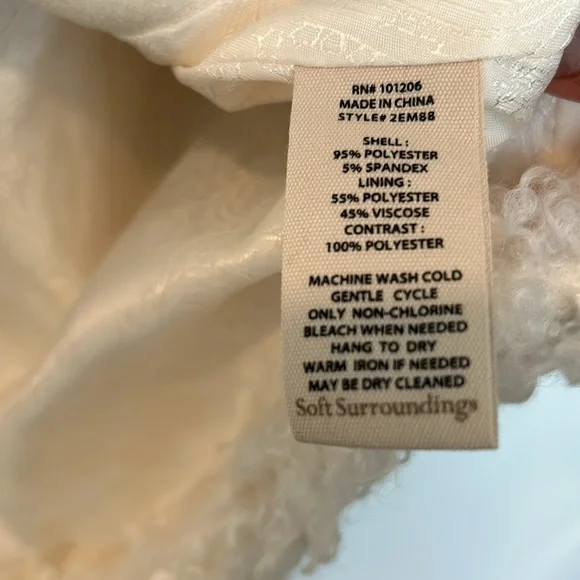 RN# 101206
MADE IN CHINA
STYLE# 2EM88
SHELL :
95% POLYESTER
5% SPANDEX
LINING :
55% POLYESTER
45% VISCOSE
CONTRAST :
100% POLYESTER
MACHINE WASH COLD
GENTLE CYCLE
ONLY NON-CHLORINE
BLEACH WHEN NEEDED
HANG TO DRY
WARM IRON IF NEEDED
MAY BE DRY CLEANED
Soft Surroundings